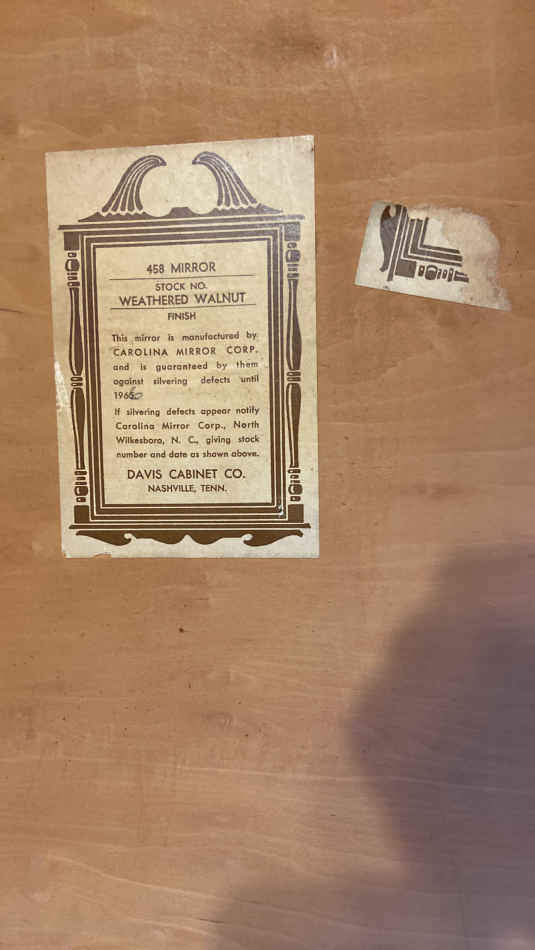 458 MIRROR
STOCK NO.
WEATHERED WALNUT
FINISH
This mirror is manufactured by
CAROLINA MIRROR CORP.
and is guaranteed by them
against silvering defects until
196
If silvering defects appear notify
Carolina Mirror Corp., North
Wilkesboro, N. C., giving stock
number and date as shown above.
DAVIS CABINET CO.
NASHVILLE, TENN.